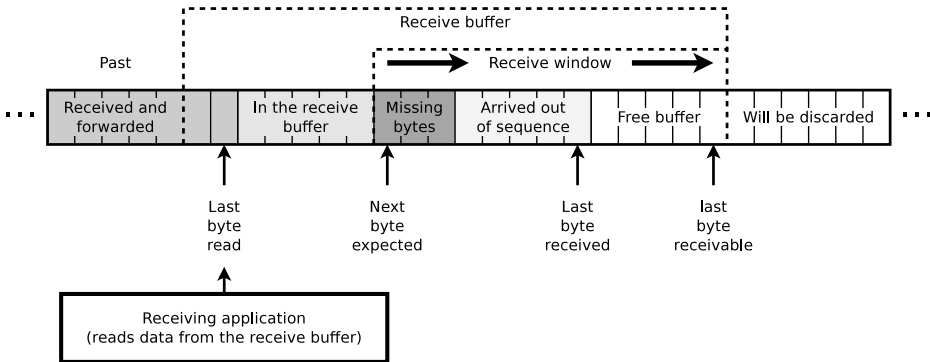 Receive buffer
Past
Receive window
Received and
forwarded
In the receive
buffer
Missing
bytes
Arrived out
of sequence
Free buffer
Will be discarded
Last
byte
read
Next
byte
expected
Last
byte
received
last
byte
receivable
Receiving application
(reads data from the receive buffer)